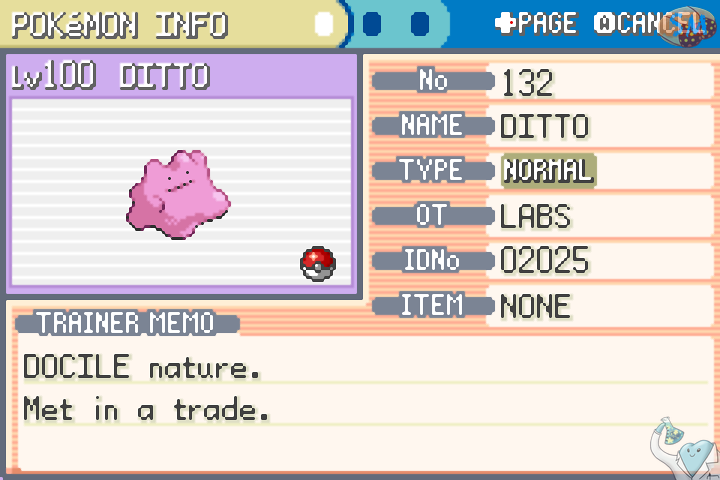 POKéMON INFO
PAGE CANCEL
Lv100 DITTO
No 132
NAME DITTO
TYPE NORMAL
OT LABS
IDNo 02025
ITEM NONE
TRAINER MEMO
DOCILE nature.
Met in a trade.